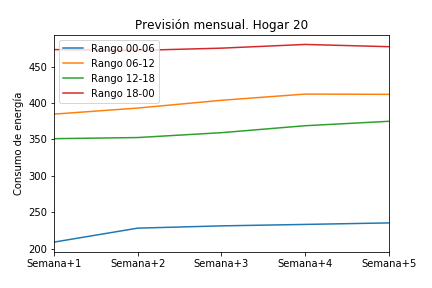 Previsión mensual. Hogar 20
Consumo de energía
450
400
350
300
250
200
Rango 00-06
Rango 06-12
Rango 12-18
Rango 18-00
Semana+1
Semana+2
Semana+3
Semana+4
Semana+5